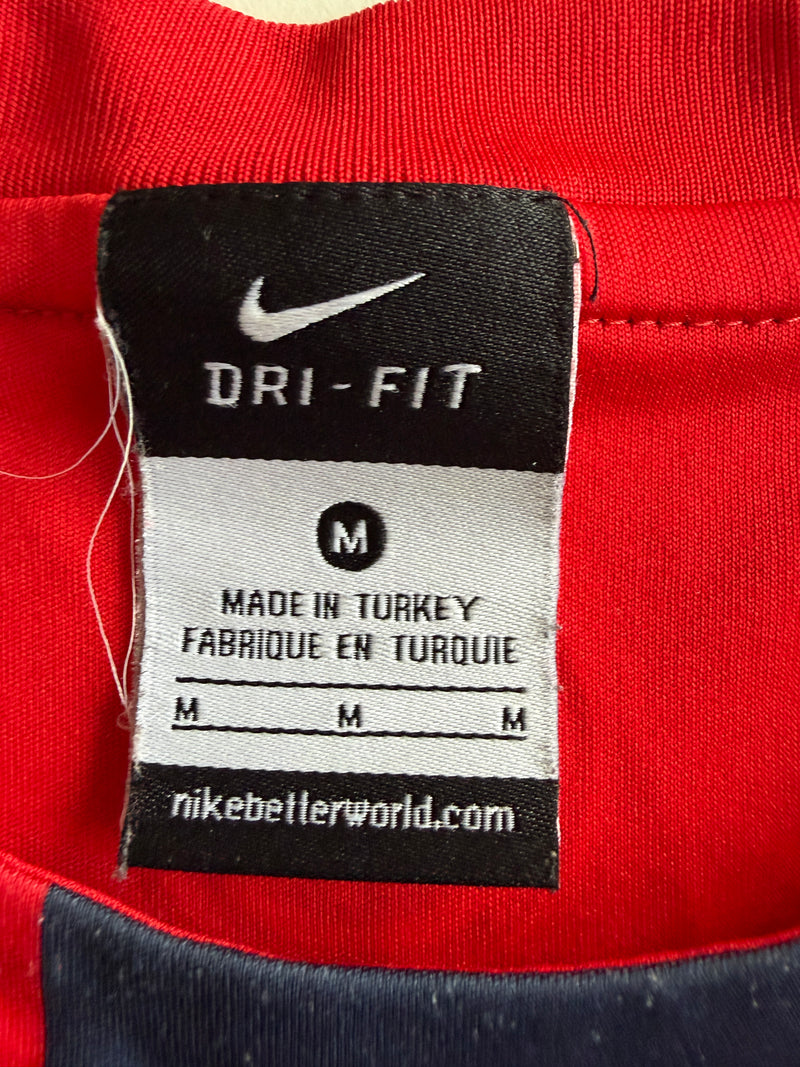 DRI-FIT
M
MADE IN TURKEY
FABRIQUE EN TURQUIE
M M M
nikebetterworld.com